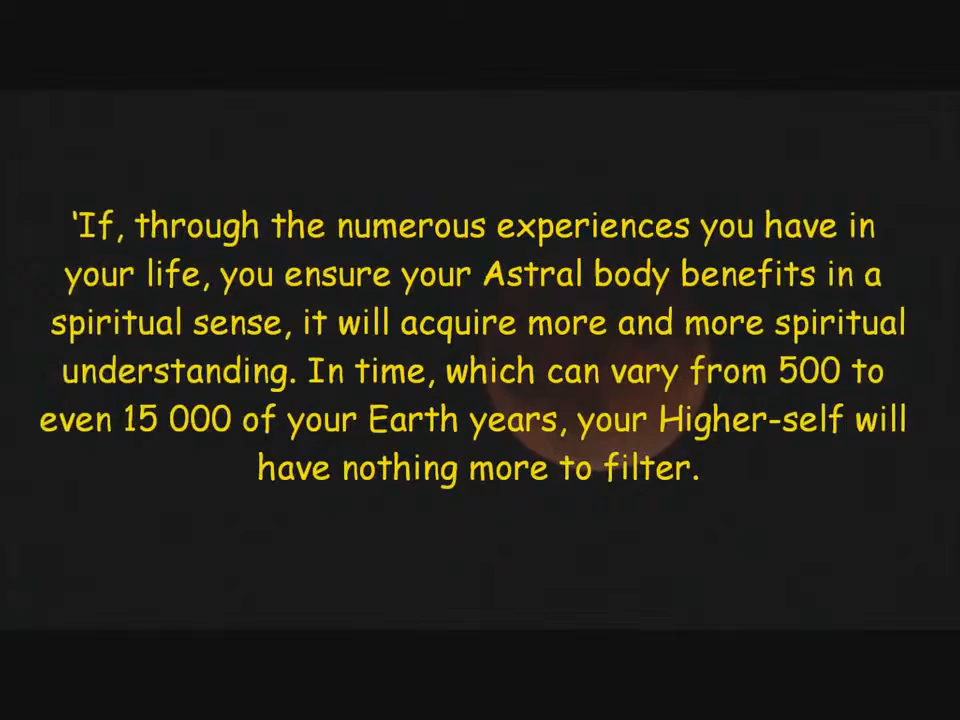 ‘If, through the numerous experiences you have in
your life, you ensure your Astral body benefits in a
spiritual sense, it will acquire more and more spiritual
understanding. In time, which can vary from 500 to
even 15 000 of your Earth years, your Higher-self will
have nothing more to filter.